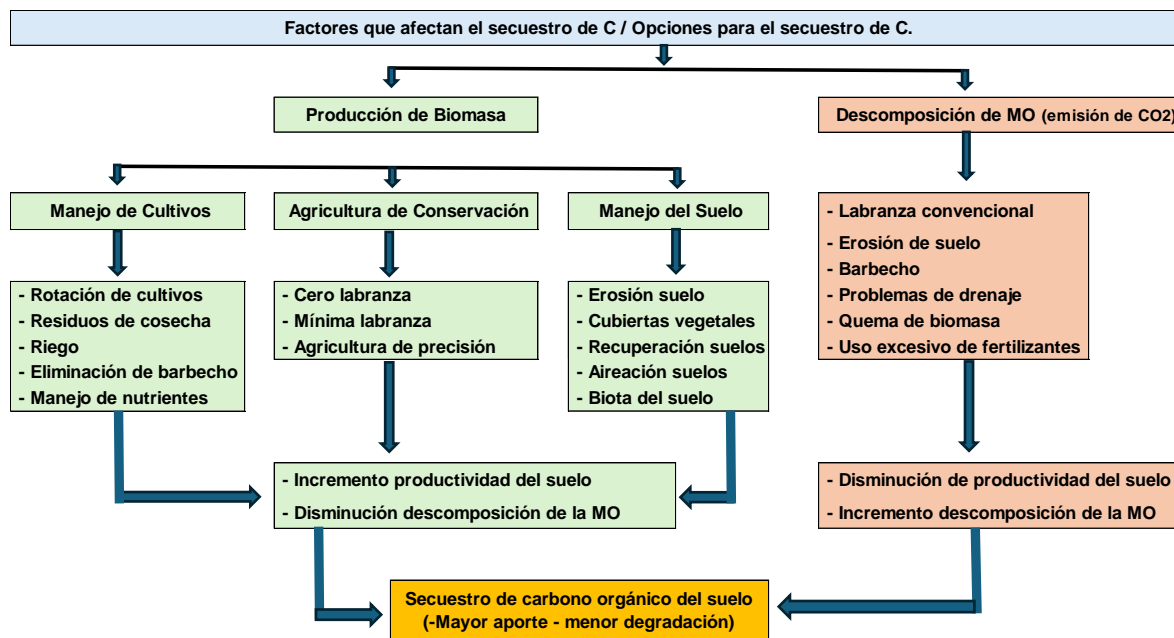 Factores que afectan el secuestro de C / Opciones para el secuestro de C.
Producción de Biomasa
Descomposición de MO (emisión de CO2)
Manejo de Cultivos
Agricultura de Conservación
Manejo del Suelo
- Rotación de cultivos
- Residuos de cosecha
- Riego
- Eliminación de barbecho
- Manejo de nutrientes
- Cero labranza
- Mínima labranza
- Agricultura de precisión
- Erosión suelo
- Cubiertas vegetales
- Recuperación suelos
- Aireación suelos
- Biota del suelo
- Labranza convencional
- Erosión de suelo
- Barbecho
- Problemas de drenaje
- Quema de biomasa
- Uso excesivo de fertilizantes
- Incremento productividad del suelo
- Disminución descomposición de la MO
- Disminución de productividad del suelo
- Incremento descomposición de la MO
Secuestro de carbono orgánico del suelo
(-Mayor aporte - menor degradación)